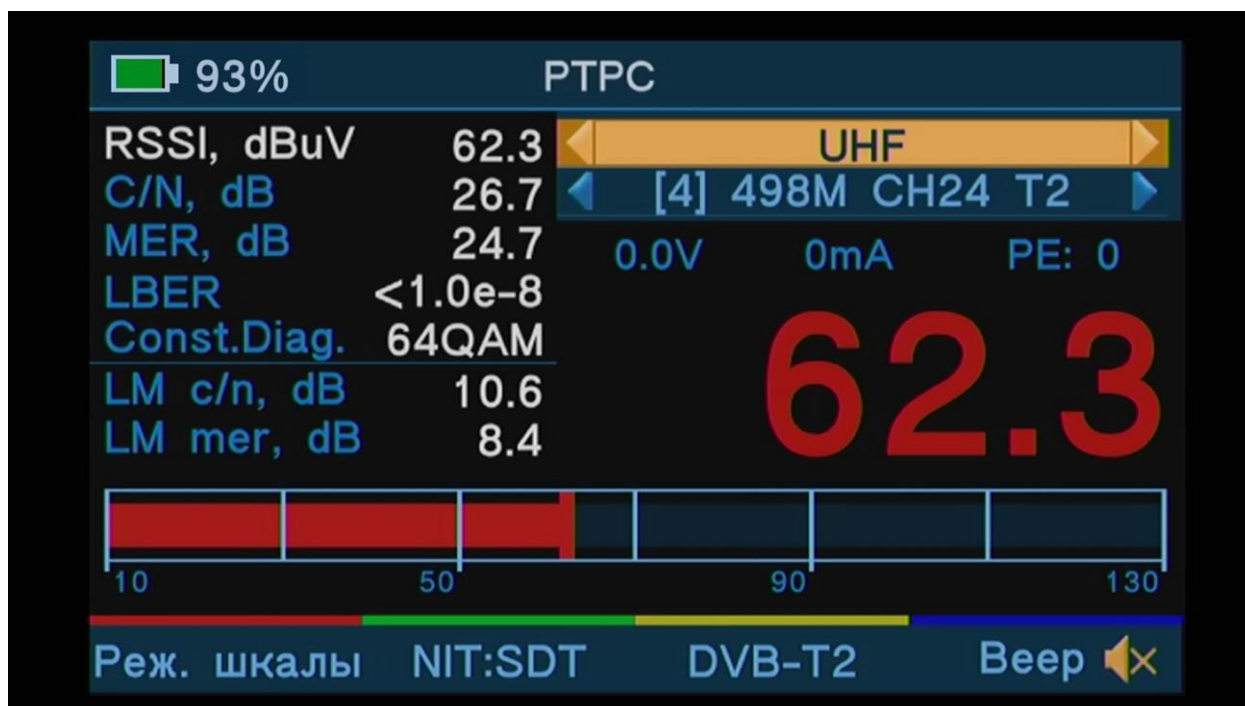 93% РТРС
RSSI, dBuV 62.3
UHF
C/N, dB 26.7
[4] 498M CH24 T2
MER, dB 24.7
0.0V 0mA PE: 0
LBER <1.0e-8
Const.Diag. 64QAM
62.3
LM c/n, dB 10.6
LM mer, dB 8.4
10 50 90 130
Реж. шкалы NIT:SDT DVB-T2 Beep